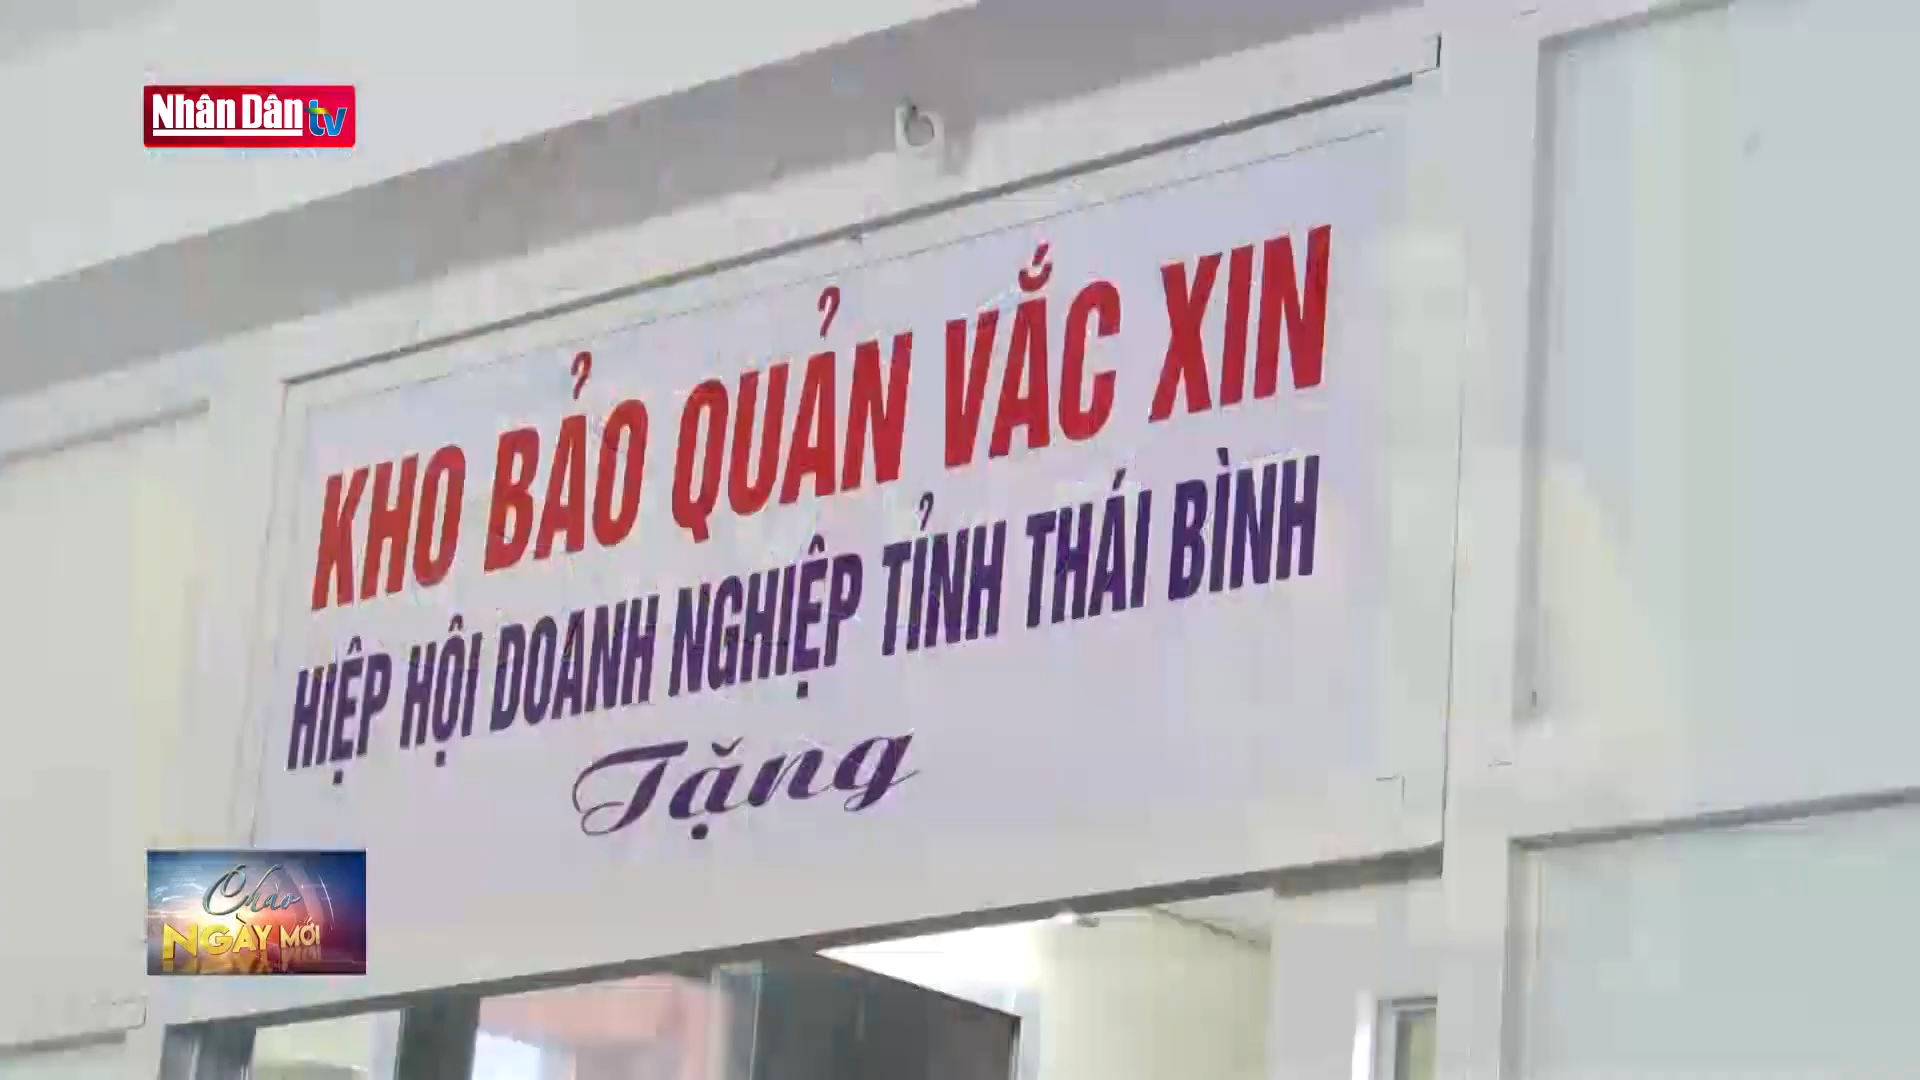 Nhân Dân tv
KHO BẢO QUẢN VẮC XIN
HIỆP HỘI DOANH NGHIỆP TỈNH THÁI BÌNH
Tặng
Chào
NGÀY MỚI